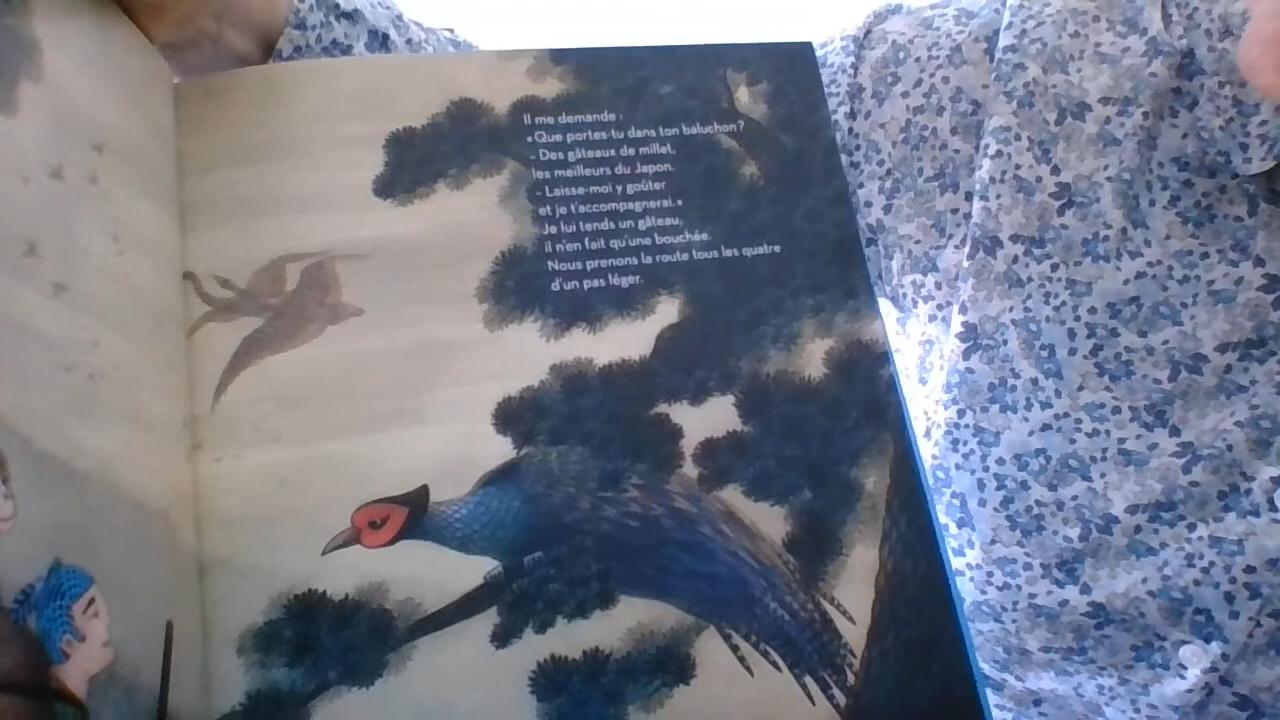 Il me demande :
« Que portes-tu dans ton baluchon ?
- Des gâteaux de millet,
les meilleurs du Japon.
- Laisse-moi y goûter
et je t'accompagnerai. »
Je lui tends un gâteau,
il n'en fait qu'une bouchée.
Nous prenons la route tous les quatre
d'un pas léger.